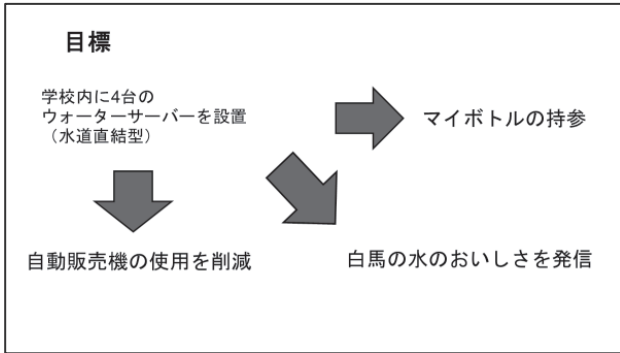 目標
学校内に4台の
ウォーターサーバーを設置
（水道直結型）
マイボトルの持参
自動販売機の使用を削減
白馬の水のおいしさを発信